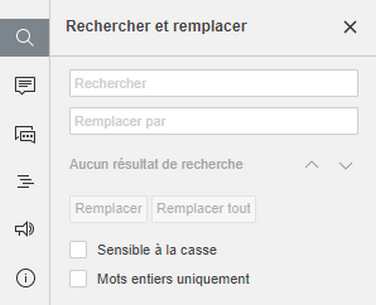 Rechercher et remplacer
Rechercher
Remplacer par
Aucun résultat de recherche
Remplacer Remplacer tout
Sensible à la casse
Mots entiers uniquement